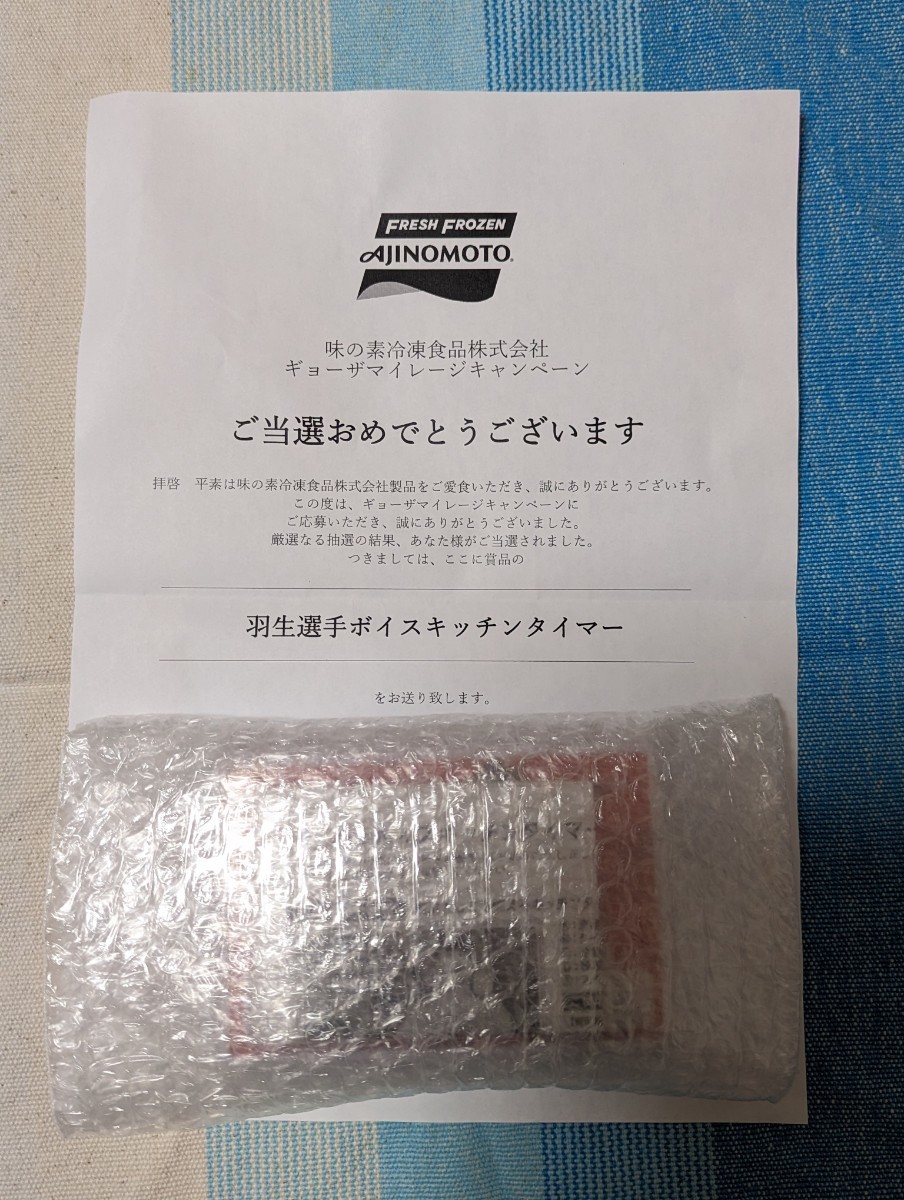 FRESH FROZEN
AJINOMOTO®
味の素冷凍食品株式会社
ギョーザマイレージキャンペーン
ご当選おめでとうございます
拝啓　平素は味の素冷凍食品株式会社製品をご愛食いただき、誠にありがとうございます。
この度は、ギョーザマイレージキャンペーンに
ご応募いただき、誠にありがとうございました。
厳選なる抽選の結果、あなた様がご当選されました。
つきましては、ここに賞品の
羽生選手ボイスキッチンタイマー
をお送り致します。